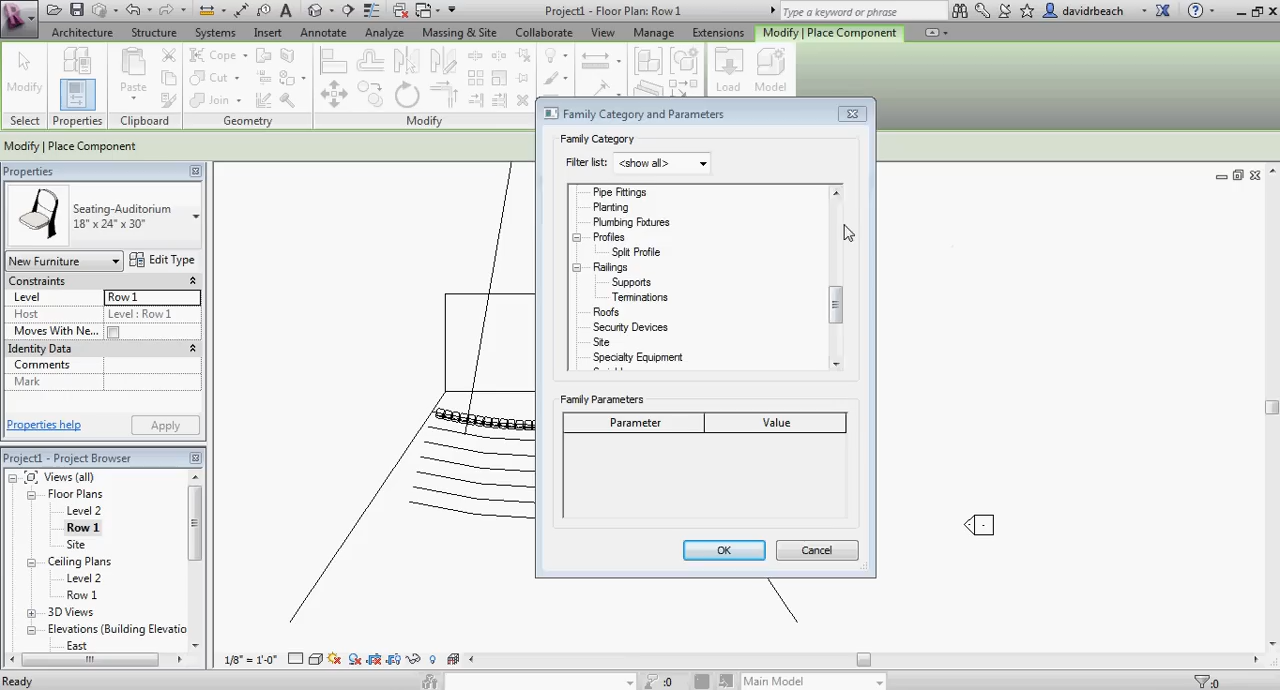 Project1 - Floor Plan: Row 1
Type a keyword or phrase
davidrbeach
Architecture Structure Systems Insert Annotate Analyze Massing & Site Collaborate View Manage Extensions Modify | Place Component
Modify
Paste
Cope
Cut
Join
Load
Model
Select Properties Clipboard Geometry Modify
Modify | Place Component
Properties
Seating-Auditorium
18" x 24" x 30"
New Furniture
Edit Type
Constraints
Level Row 1
Host Level : Row 1
Moves With Ne...
Identity Data
Comments
Mark
Properties help
Apply
Project1 - Project Browser
Views (all)
Floor Plans
Level 2
Row 1
Site
Ceiling Plans
Level 2
Row 1
3D Views
Elevations (Building Elevatio
East
Family Category and Parameters
Family Category
Filter list: <show all>
Pipe Fittings
Planting
Plumbing Fixtures
Profiles
Split Profile
Railings
Supports
Terminations
Roofs
Security Devices
Site
Specialty Equipment
Family Parameters
Parameter Value
OK Cancel
1/8" = 1'-0"
Ready
:0
Main Model
:0